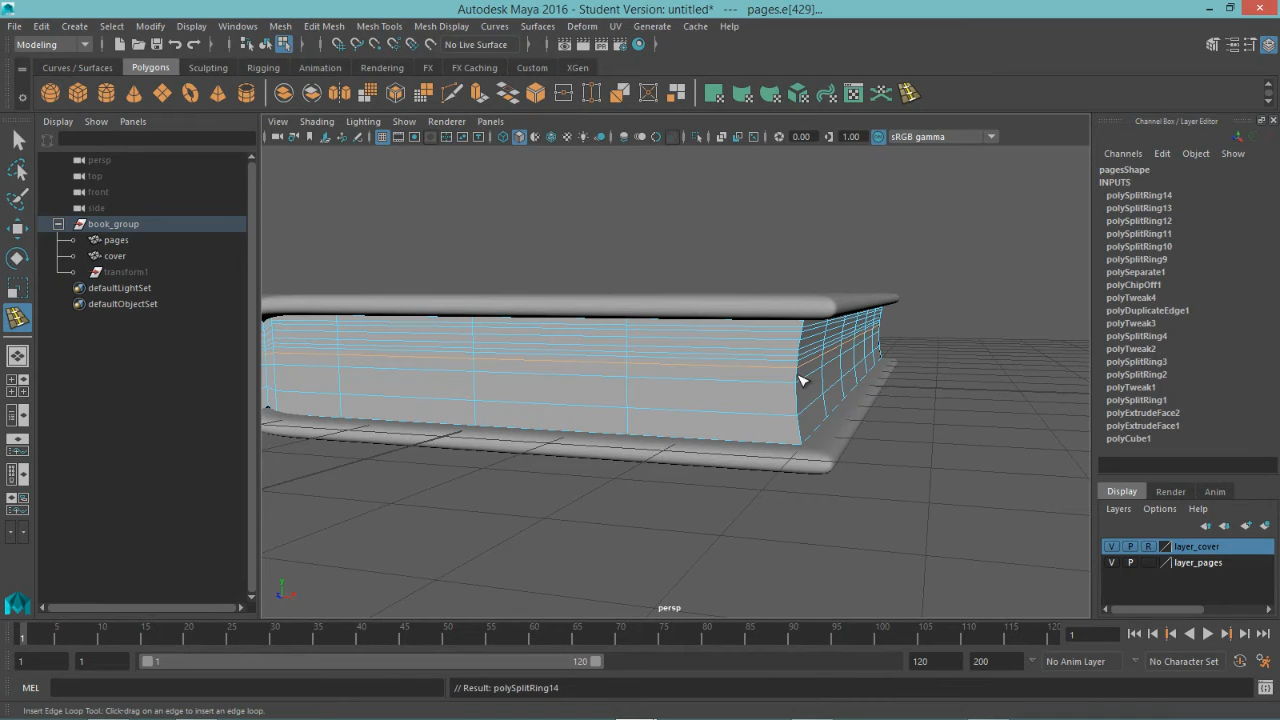 Autodesk Maya 2016 - Student Version: untitled* --- pages.e[429]...
File Edit Create Select Modify Display Windows Mesh Edit Mesh Mesh Tools Mesh Display Curves Surfaces Deform UV Generate Cache Help
Modeling No Live Surface
Curves / Surfaces Polygons Sculpting Rigging Animation Rendering FX FX Caching Custom XGen
Display Show Panels
View Shading Lighting Show Renderer Panels
0.00 1.00 sRGB gamma
persp
top
front
side
book_group
pages
cover
transform1
defaultLightSet
defaultObjectSet
y
persp
Channel Box / Layer Editor
Channels Edit Object Show
pagesShape
INPUTS
polySplitRing14
polySplitRing13
polySplitRing12
polySplitRing11
polySplitRing10
polySplitRing9
polySeparate1
polyChipOff1
polyTweak4
polyDuplicateEdge1
polyTweak3
polySplitRing4
polyTweak2
polySplitRing3
polySplitRing2
polyTweak1
polySplitRing1
polyExtrudeFace2
polyExtrudeFace1
polyCube1
Display Render Anim
Layers Options Help
V P R layer_cover
V P layer_pages
1 5 10 15 20 25 30 35 40 45 50 55 60 65 70 75 80 85 90 95 100 105 110 115 120 1
1 1 1 120 120 200 No Anim Layer No Character Set
MEL // Result: polySplitRing14
Insert Edge Loop Tool: Click-drag on an edge to insert an edge loop.